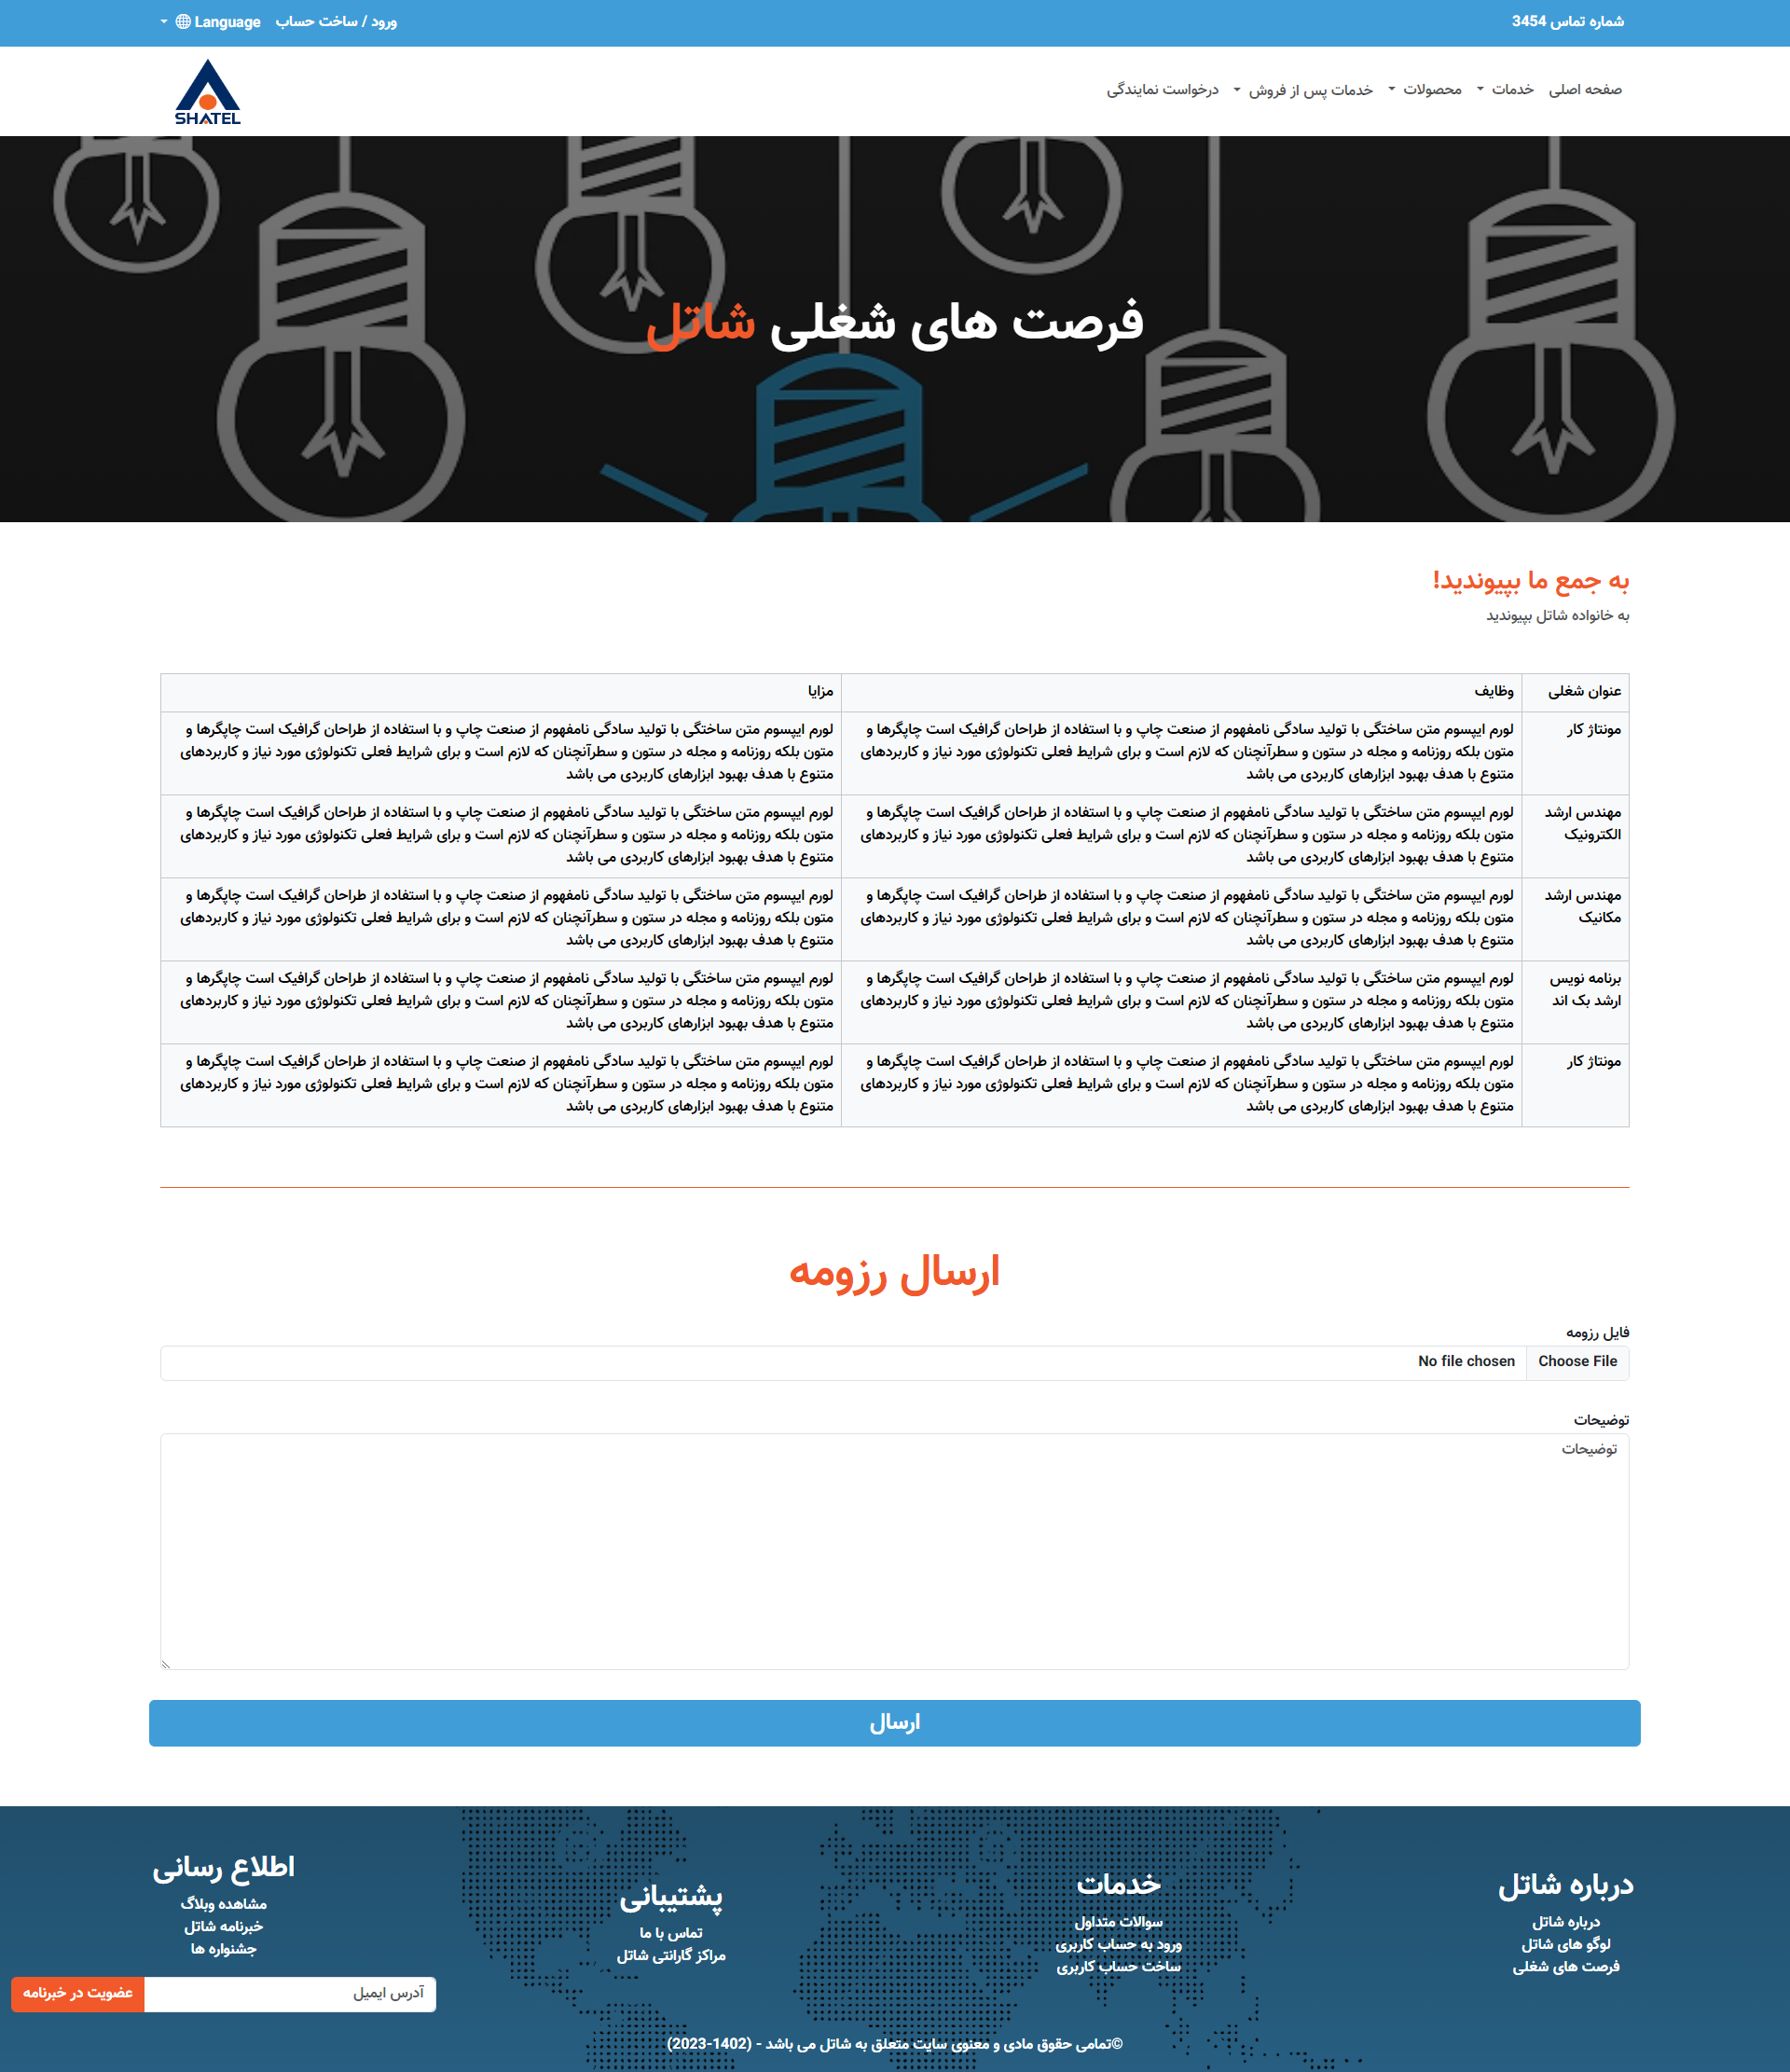 شماره تماس 3454
ورود / ساخت حساب
Language
صفحه اصلی
خدمات
محصولات
خدمات پس از فروش
درخواست نمایندگی
SHATEL
فرصت های شغلی شاتل
به جمع ما بپیوندید!
به خانواده شاتل بپیوندید
عنوان شغلی
وظایف
مزایا
مونتاژ کار
لورم ایپسوم متن ساختگی با تولید سادگی نامفهوم از صنعت چاپ و با استفاده از طراحان گرافیک است چاپگرها و
متون بلکه روزنامه و مجله در ستون و سطرآنچنان که لازم است و برای شرایط فعلی تکنولوژی مورد نیاز و کاربردهای
متنوع با هدف بهبود ابزارهای کاربردی می باشد
لورم ایپسوم متن ساختگی با تولید سادگی نامفهوم از صنعت چاپ و با استفاده از طراحان گرافیک است چاپگرها و
متون بلکه روزنامه و مجله در ستون و سطرآنچنان که لازم است و برای شرایط فعلی تکنولوژی مورد نیاز و کاربردهای
متنوع با هدف بهبود ابزارهای کاربردی می باشد
مهندس ارشد
الکترونیک
لورم ایپسوم متن ساختگی با تولید سادگی نامفهوم از صنعت چاپ و با استفاده از طراحان گرافیک است چاپگرها و
متون بلکه روزنامه و مجله در ستون و سطرآنچنان که لازم است و برای شرایط فعلی تکنولوژی مورد نیاز و کاربردهای
متنوع با هدف بهبود ابزارهای کاربردی می باشد
لورم ایپسوم متن ساختگی با تولید سادگی نامفهوم از صنعت چاپ و با استفاده از طراحان گرافیک است چاپگرها و
متون بلکه روزنامه و مجله در ستون و سطرآنچنان که لازم است و برای شرایط فعلی تکنولوژی مورد نیاز و کاربردهای
متنوع با هدف بهبود ابزارهای کاربردی می باشد
مهندس ارشد
مکانیک
لورم ایپسوم متن ساختگی با تولید سادگی نامفهوم از صنعت چاپ و با استفاده از طراحان گرافیک است چاپگرها و
متون بلکه روزنامه و مجله در ستون و سطرآنچنان که لازم است و برای شرایط فعلی تکنولوژی مورد نیاز و کاربردهای
متنوع با هدف بهبود ابزارهای کاربردی می باشد
لورم ایپسوم متن ساختگی با تولید سادگی نامفهوم از صنعت چاپ و با استفاده از طراحان گرافیک است چاپگرها و
متون بلکه روزنامه و مجله در ستون و سطرآنچنان که لازم است و برای شرایط فعلی تکنولوژی مورد نیاز و کاربردهای
متنوع با هدف بهبود ابزارهای کاربردی می باشد
برنامه نویس
ارشد بک اند
لورم ایپسوم متن ساختگی با تولید سادگی نامفهوم از صنعت چاپ و با استفاده از طراحان گرافیک است چاپگرها و
متون بلکه روزنامه و مجله در ستون و سطرآنچنان که لازم است و برای شرایط فعلی تکنولوژی مورد نیاز و کاربردهای
متنوع با هدف بهبود ابزارهای کاربردی می باشد
لورم ایپسوم متن ساختگی با تولید سادگی نامفهوم از صنعت چاپ و با استفاده از طراحان گرافیک است چاپگرها و
متون بلکه روزنامه و مجله در ستون و سطرآنچنان که لازم است و برای شرایط فعلی تکنولوژی مورد نیاز و کاربردهای
متنوع با هدف بهبود ابزارهای کاربردی می باشد
مونتاژ کار
لورم ایپسوم متن ساختگی با تولید سادگی نامفهوم از صنعت چاپ و با استفاده از طراحان گرافیک است چاپگرها و
متون بلکه روزنامه و مجله در ستون و سطرآنچنان که لازم است و برای شرایط فعلی تکنولوژی مورد نیاز و کاربردهای
متنوع با هدف بهبود ابزارهای کاربردی می باشد
لورم ایپسوم متن ساختگی با تولید سادگی نامفهوم از صنعت چاپ و با استفاده از طراحان گرافیک است چاپگرها و
متون بلکه روزنامه و مجله در ستون و سطرآنچنان که لازم است و برای شرایط فعلی تکنولوژی مورد نیاز و کاربردهای
متنوع با هدف بهبود ابزارهای کاربردی می باشد
ارسال رزومه
فایل رزومه
Choose File
No file chosen
توضیحات
توضیحات
ارسال
درباره شاتل
درباره شاتل
لوگو های شاتل
فرصت های شغلی
خدمات
سوالات متداول
ورود به حساب کاربری
ساخت حساب کاربری
پشتیبانی
تماس با ما
مراکز گارانتی شاتل
اطلاع رسانی
مشاهده وبلاگ
خبرنامه شاتل
جشنواره ها
آدرس ایمیل
عضویت در خبرنامه
©تمامی حقوق مادی و معنوی سایت متعلق به شاتل می باشد - (1402-2023)